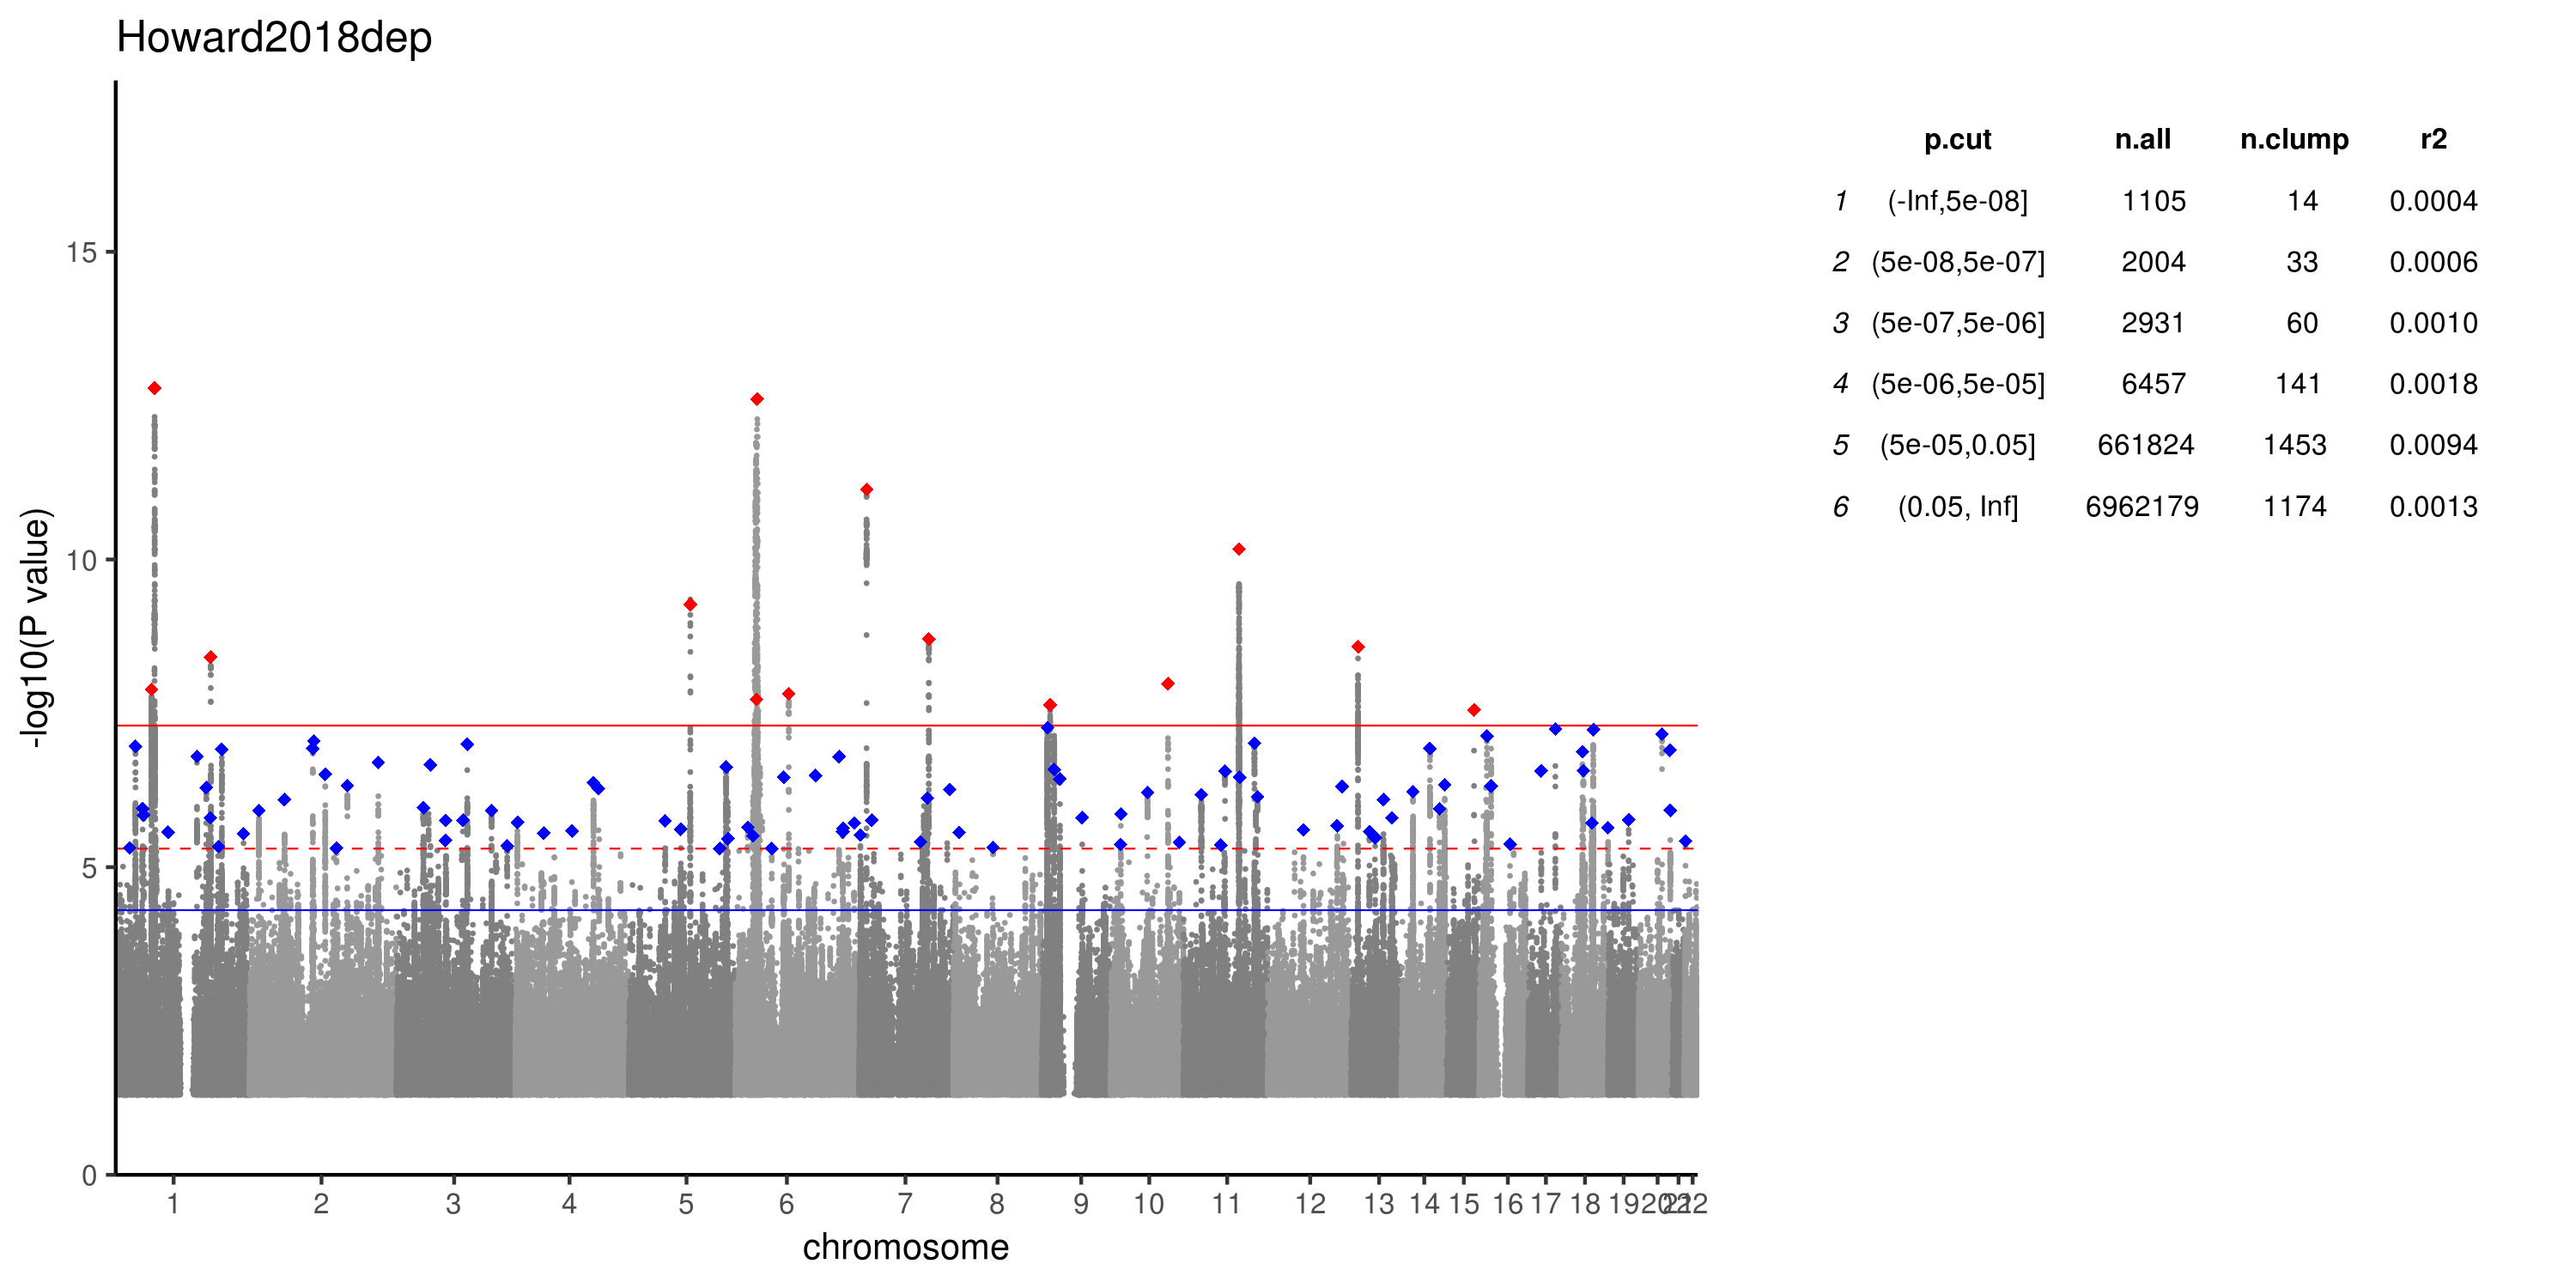 Howard2018dep
p.cut n.all n.clump r2
1 (-Inf,5e-08] 1105 14 0.0004
2 (5e-08,5e-07] 2004 33 0.0006
3 (5e-07,5e-06] 2931 60 0.0010
4 (5e-06,5e-05] 6457 141 0.0018
5 (5e-05,0.05] 661824 1453 0.0094
6 (0.05, Inf] 6962179 1174 0.0013
-log10(P value)
15
10
5
0
1 2 3 4 5 6 7 8 9 10 11 12 13 14 15 16 17 18 19 20 21 22
chromosome